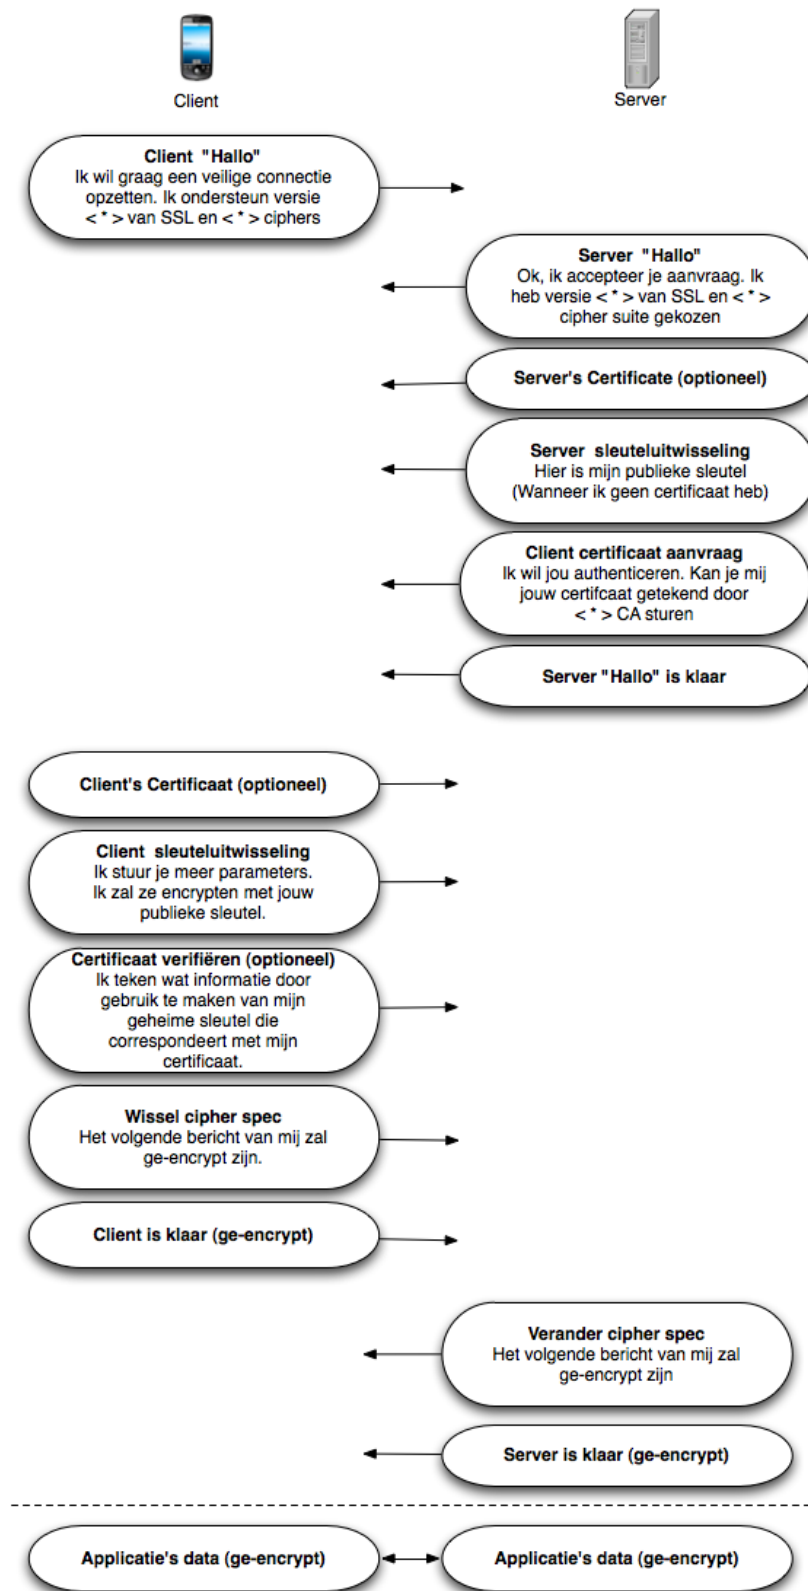 Client
Server
Client "Hallo"
Ik wil graag een veilige connectie
opzetten. Ik ondersteun versie
< * > van SSL en < * > ciphers
Server "Hallo"
Ok, ik accepteer je aanvraag. Ik
heb versie < * > van SSL en < * >
cipher suite gekozen
Server's Certificate (optioneel)
Server sleuteluitwisseling
Hier is mijn publieke sleutel
(Wanneer ik geen certificaat heb)
Client certificaat aanvraag
Ik wil jou authenticeren. Kan je mij
jouw certifcaat getekend door
< * > CA sturen
Server "Hallo" is klaar
Client's Certificaat (optioneel)
Client sleuteluitwisseling
Ik stuur je meer parameters.
Ik zal ze encrypten met jouw
publieke sleutel.
Certificaat verifiëren (optioneel)
Ik teken wat informatie door
gebruik te maken van mijn
geheime sleutel die
correspondeert met mijn
certificaat.
Wissel cipher spec
Het volgende bericht van mij zal
ge-encrypt zijn.
Client is klaar (ge-encrypt)
Verander cipher spec
Het volgende bericht van mij zal
ge-encrypt zijn
Server is klaar (ge-encrypt)
Applicatie's data (ge-encrypt)
Applicatie's data (ge-encrypt)